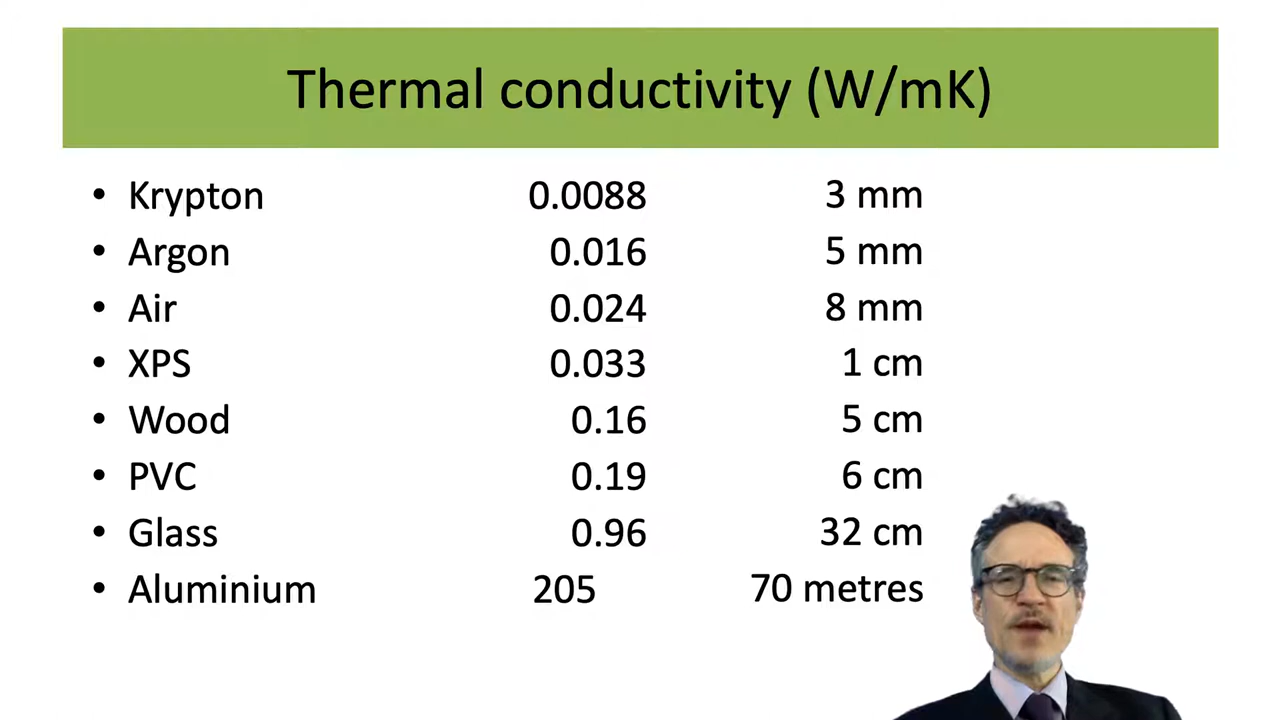 Thermal conductivity (W/mK)
• Krypton 0.0088 3 mm
• Argon 0.016 5 mm
• Air 0.024 8 mm
• XPS 0.033 1 cm
• Wood 0.16 5 cm
• PVC 0.19 6 cm
• Glass 0.96 32 cm
• Aluminium 205 70 metres